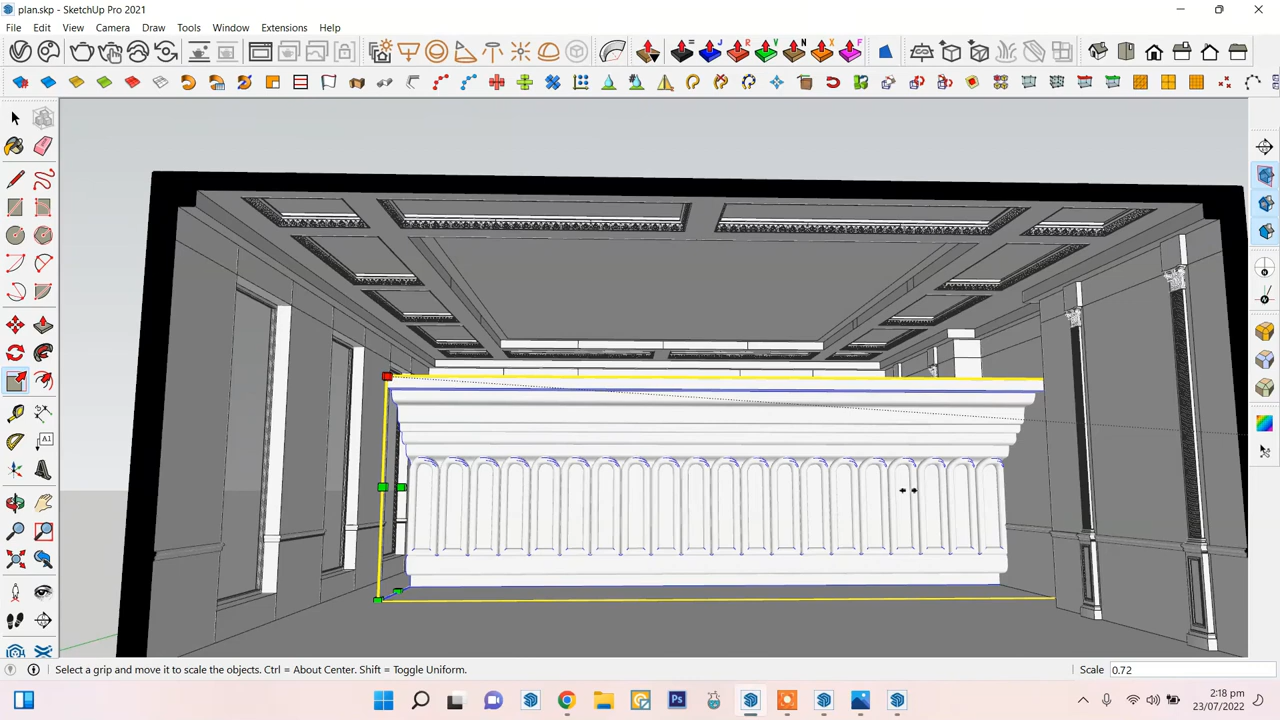 plan.skp - SketchUp Pro 2021
File Edit View Camera Draw Tools Window Extensions Help
A1
Select a grip and move it to scale the objects. Ctrl = About Center. Shift = Toggle Uniform.
Scale 0.72
Ps
2:18 pm
23/07/2022